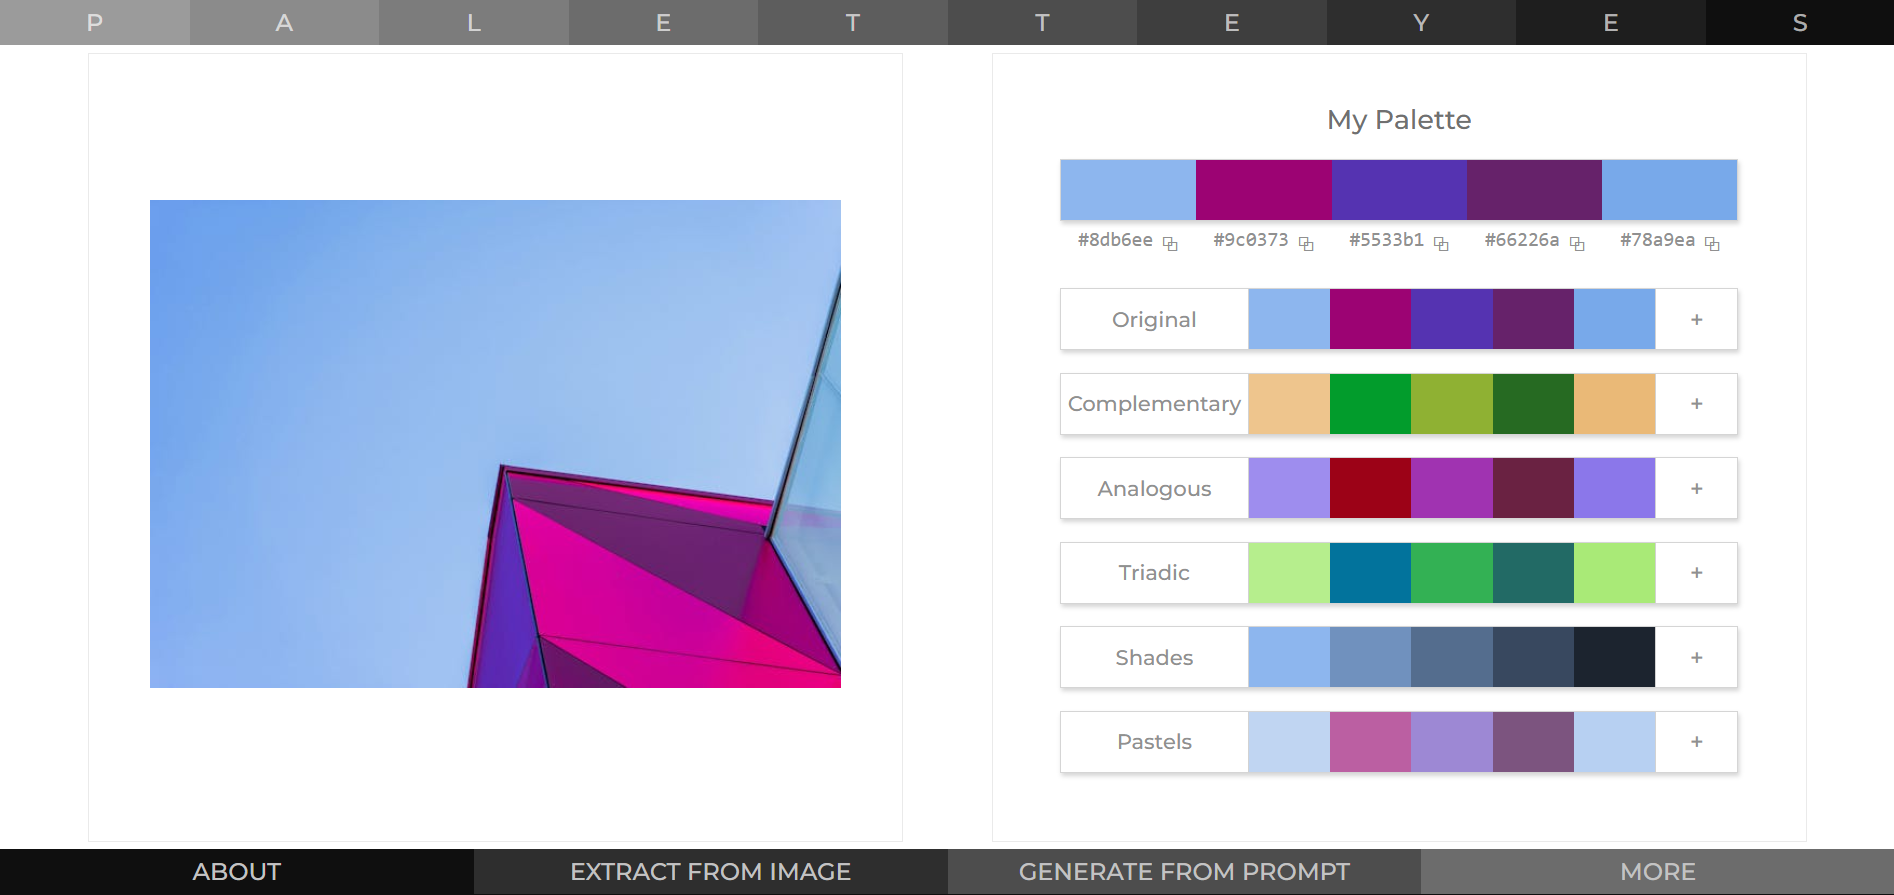 P A L E T T E Y E S
My Palette
#8db6ee #9c0373 #5533b1 #66226a #78a9ea
Original +
Complementary +
Analogous +
Triadic +
Shades +
Pastels +
ABOUT EXTRACT FROM IMAGE GENERATE FROM PROMPT MORE